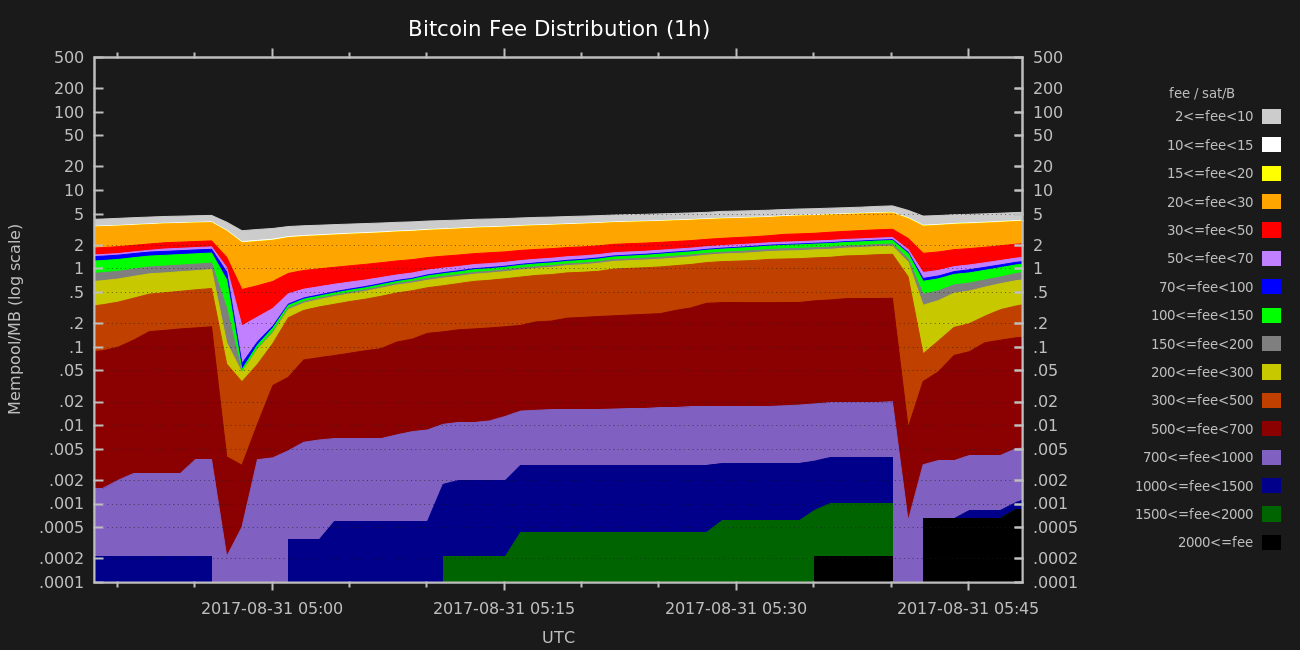 Bitcoin Fee Distribution (1h)
500
200
100
50
20
10
5
2
1
.5
.2
.1
.05
.02
.01
.005
.002
.001
.0005
.0002
.0001
Mempool/MB (log scale)
500
200
100
50
20
10
5
2
1
.5
.2
.1
.05
.02
.01
.005
.002
.001
.0005
.0002
.0001
2017-08-31 05:00 2017-08-31 05:15 2017-08-31 05:30 2017-08-31 05:45
UTC
fee / sat/B
2<=fee<10
10<=fee<15
15<=fee<20
20<=fee<30
30<=fee<50
50<=fee<70
70<=fee<100
100<=fee<150
150<=fee<200
200<=fee<300
300<=fee<500
500<=fee<700
700<=fee<1000
1000<=fee<1500
1500<=fee<2000
2000<=fee